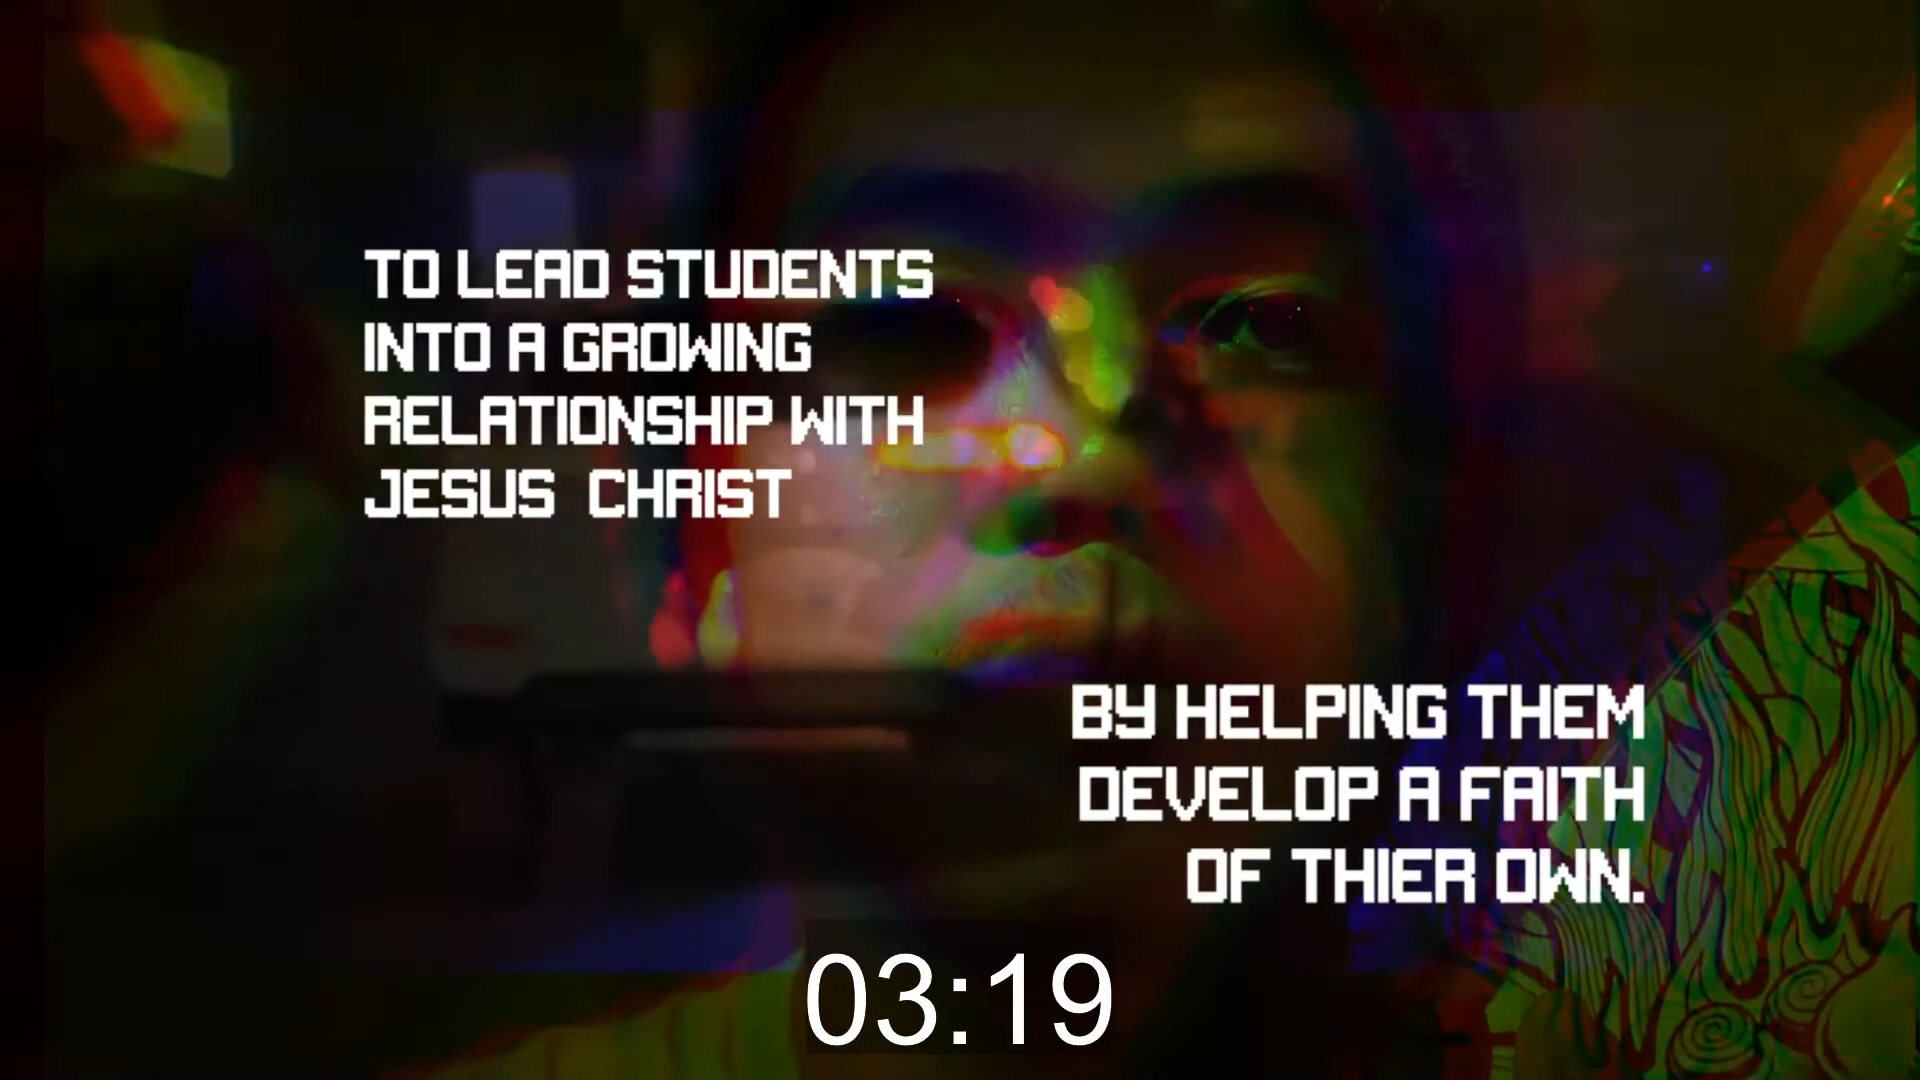 TO LEAD STUDENTS
INTO A GROWING
RELATIONSHIP WITH
JESUS CHRIST
BY HELPING THEM
DEVELOP A FAITH
OF THIER OWN.
03:19